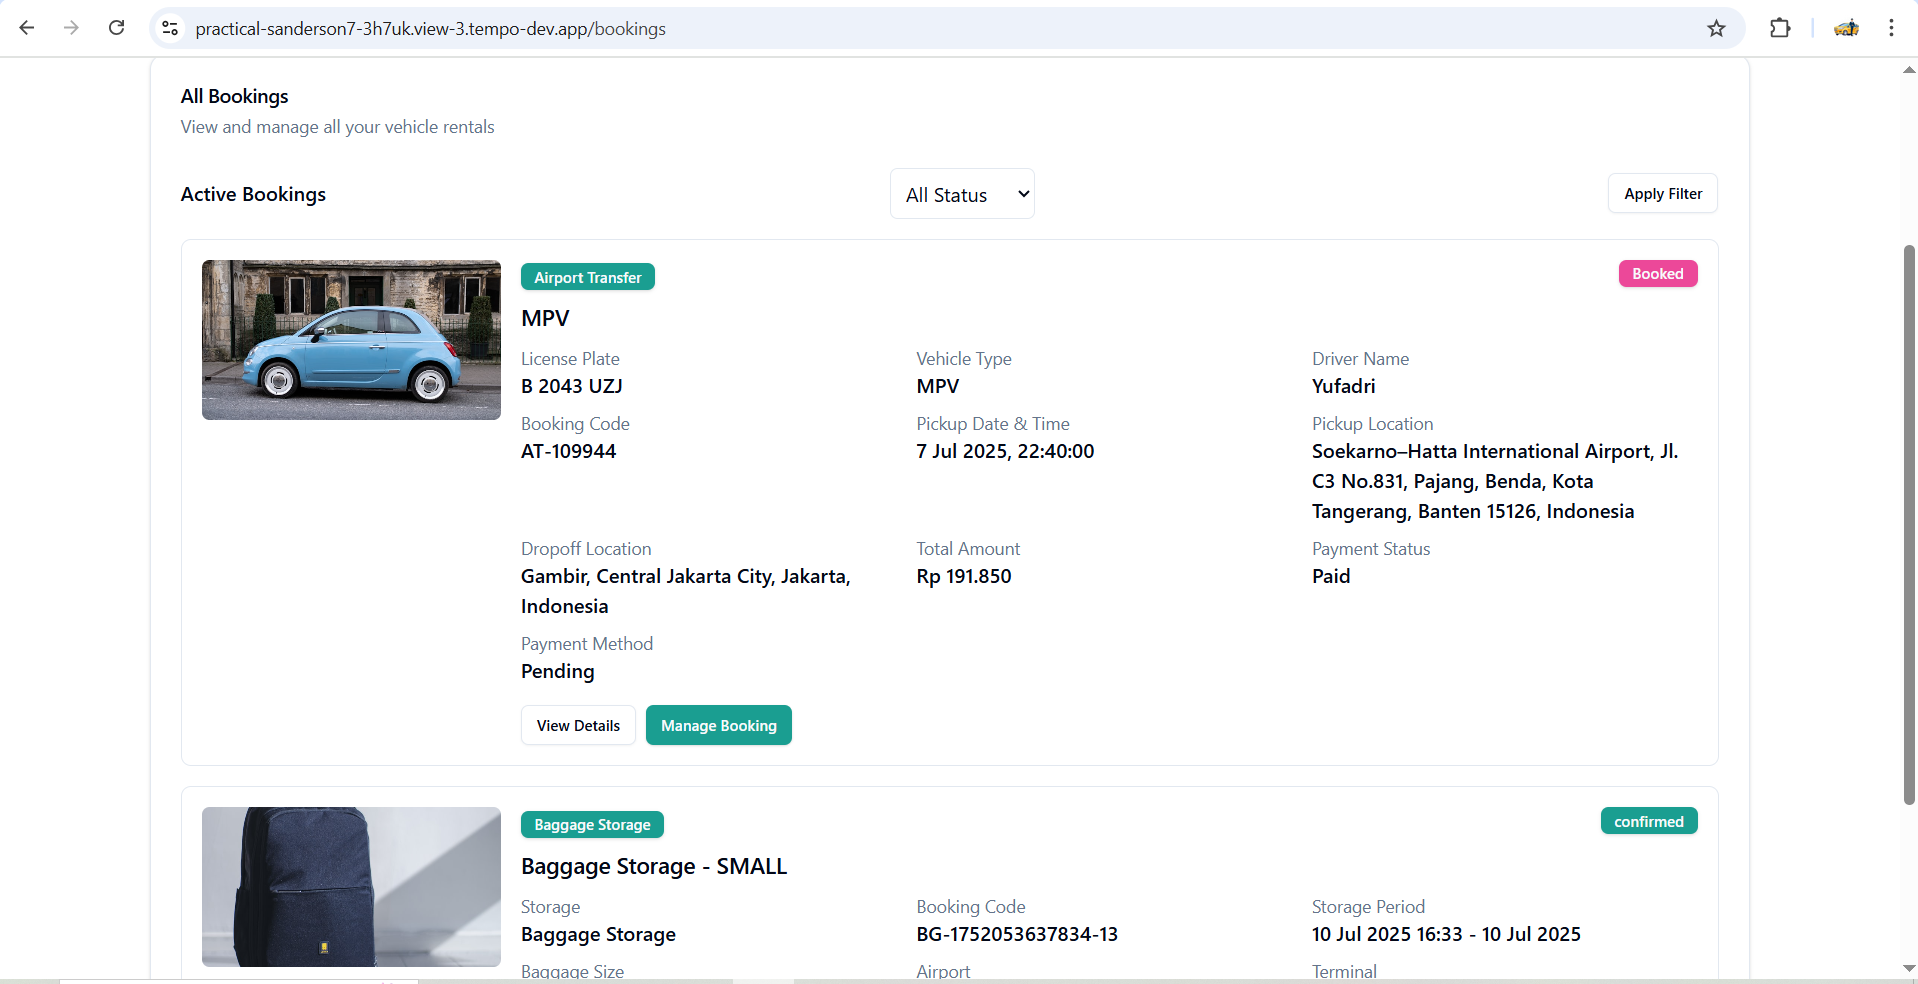 practical-sanderson7-3h7uk.view-3.tempo-dev.app/bookings
All Bookings
View and manage all your vehicle rentals
Active Bookings
All Status
Apply Filter
Airport Transfer
Booked
MPV
License Plate
B 2043 UZJ
Vehicle Type
MPV
Driver Name
Yufadri
Booking Code
AT-109944
Pickup Date & Time
7 Jul 2025, 22:40:00
Pickup Location
Soekarno–Hatta International Airport, Jl.
C3 No.831, Pajang, Benda, Kota
Tangerang, Banten 15126, Indonesia
Dropoff Location
Gambir, Central Jakarta City, Jakarta,
Indonesia
Total Amount
Rp 191.850
Payment Status
Paid
Payment Method
Pending
View Details
Manage Booking
Baggage Storage
confirmed
Baggage Storage - SMALL
Storage
Baggage Storage
Booking Code
BG-1752053637834-13
Storage Period
10 Jul 2025 16:33 - 10 Jul 2025
Baggage Size
Airport
Terminal